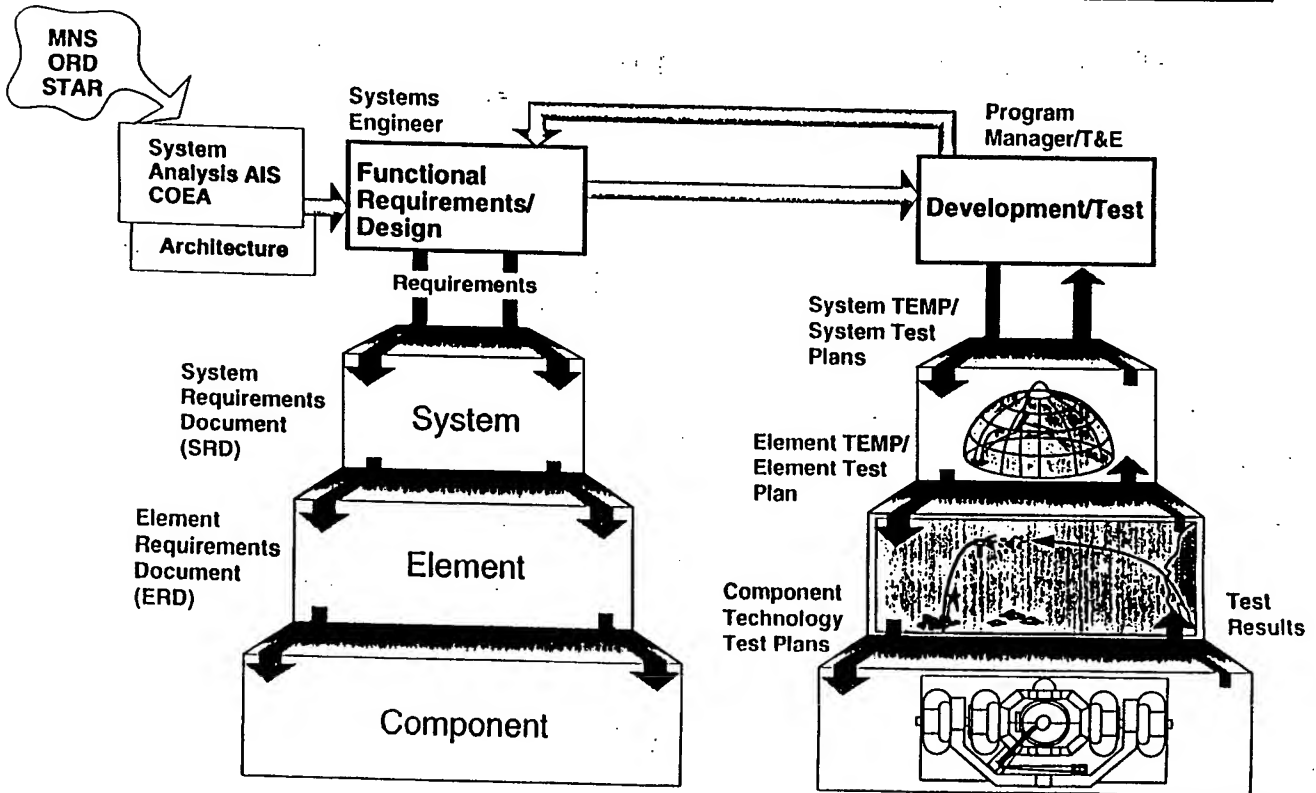 MNS
ORD
STAR
System
Analysis AIS
COEA
Architecture
Systems
Engineer
Functional
Requirements/
Design
Program
Manager/T&E
Development/Test
Requirements
System
Requirements
Document
(SRD)
System
Element
Requirements
Document
(ERD)
Element
Component
System TEMP/
System Test
Plans
Element TEMP/
Element Test
Plan
Component
Technology
Test Plans
Test
Results